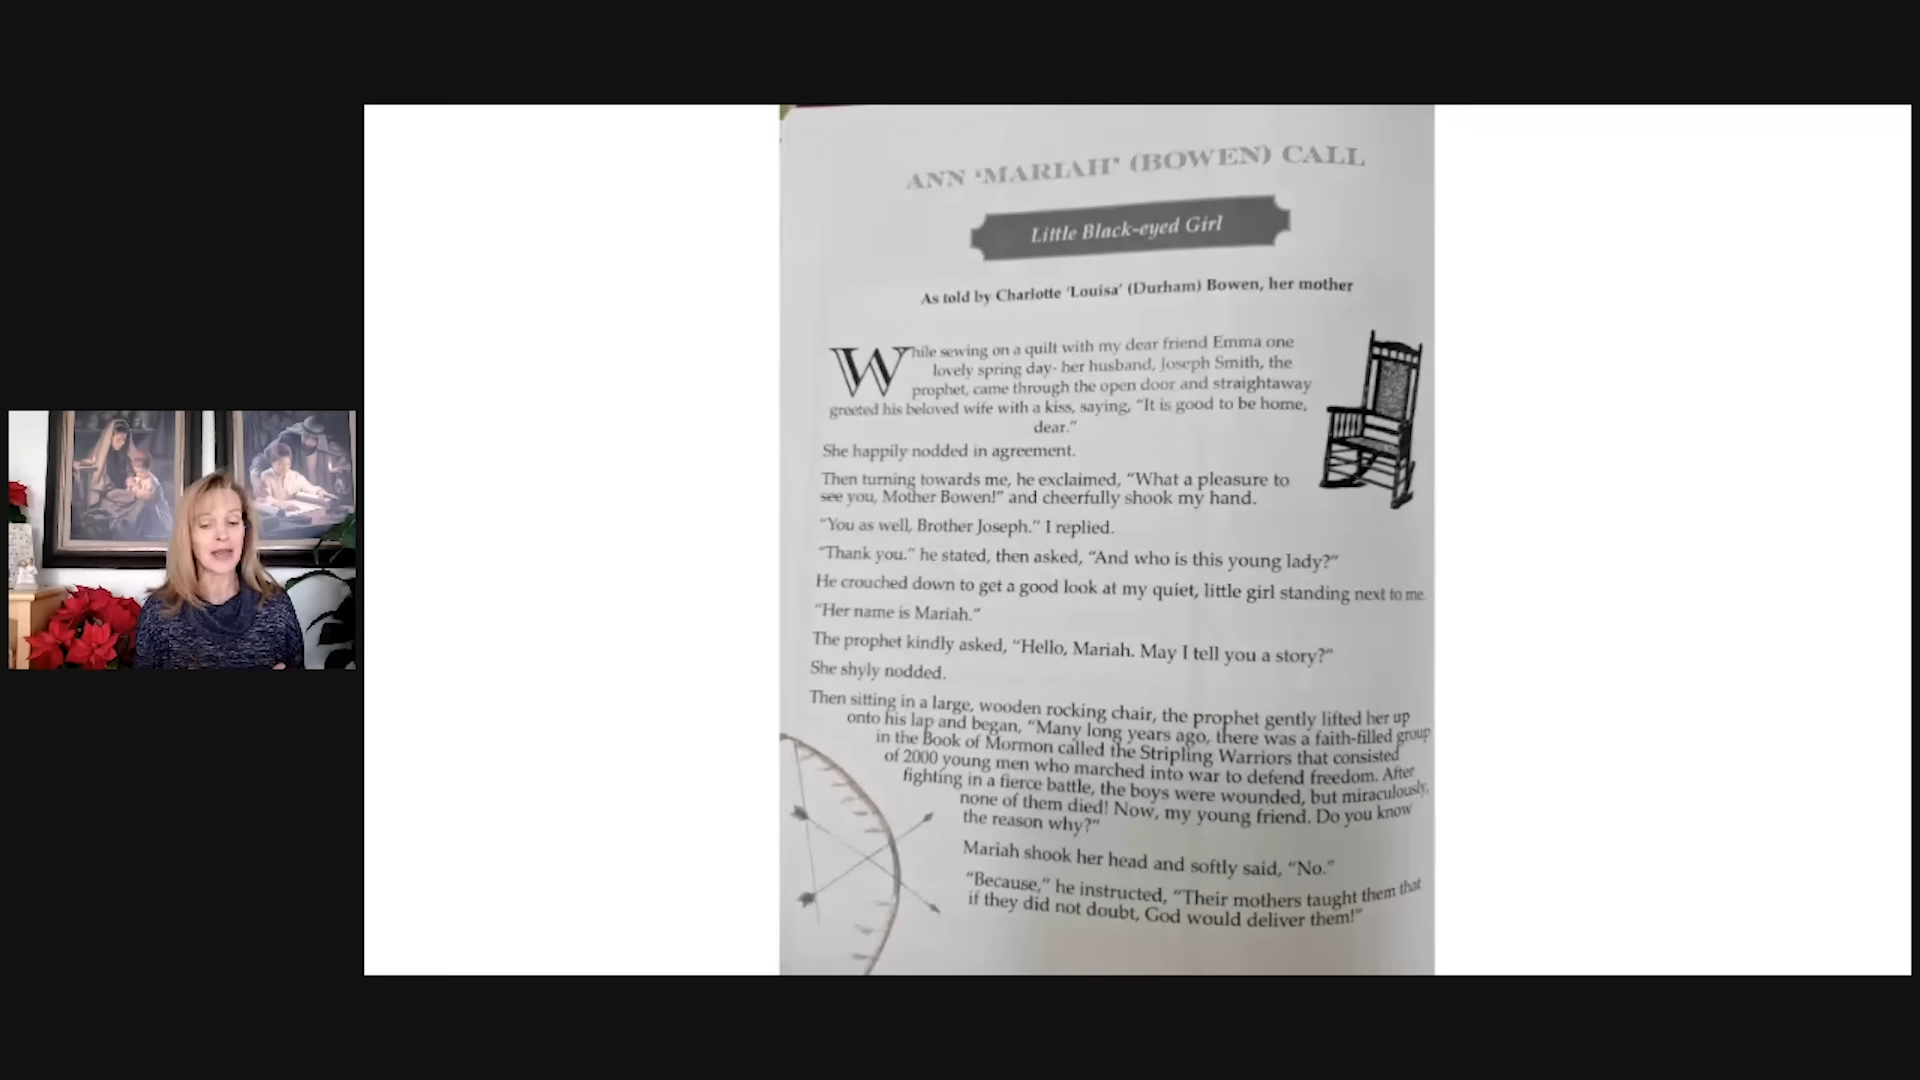 ANN ‘MARIAH’ (BOWEN) CALL
Little Black-eyed Girl
As told by Charlotte ‘Louisa’ (Durham) Bowen, her mother
While sewing on a quilt with my dear friend Emma one
lovely spring day- her husband, Joseph Smith, the
prophet, came through the open door and straightaway
greeted his beloved wife with a kiss, saying, “It is good to be home,
dear.”
She happily nodded in agreement.
Then turning towards me, he exclaimed, “What a pleasure to
see you, Mother Bowen!” and cheerfully shook my hand.
“You as well, Brother Joseph.” I replied.
“Thank you.” he stated, then asked, “And who is this young lady?”
He crouched down to get a good look at my quiet, little girl standing next to me.
“Her name is Mariah.”
The prophet kindly asked, “Hello, Mariah. May I tell you a story?”
She shyly nodded.
Then sitting in a large, wooden rocking chair, the prophet gently lifted her up
onto his lap and began, “Many long years ago, there was a faith-filled group
in the Book of Mormon called the Stripling Warriors that consisted
of 2000 young men who marched into war to defend freedom. After
fighting in a fierce battle, the boys were wounded, but miraculously,
none of them died! Now, my young friend. Do you know
the reason why?”
Mariah shook her head and softly said, “No.”
“Because,” he instructed, “Their mothers taught them that
if they did not doubt, God would deliver them!”